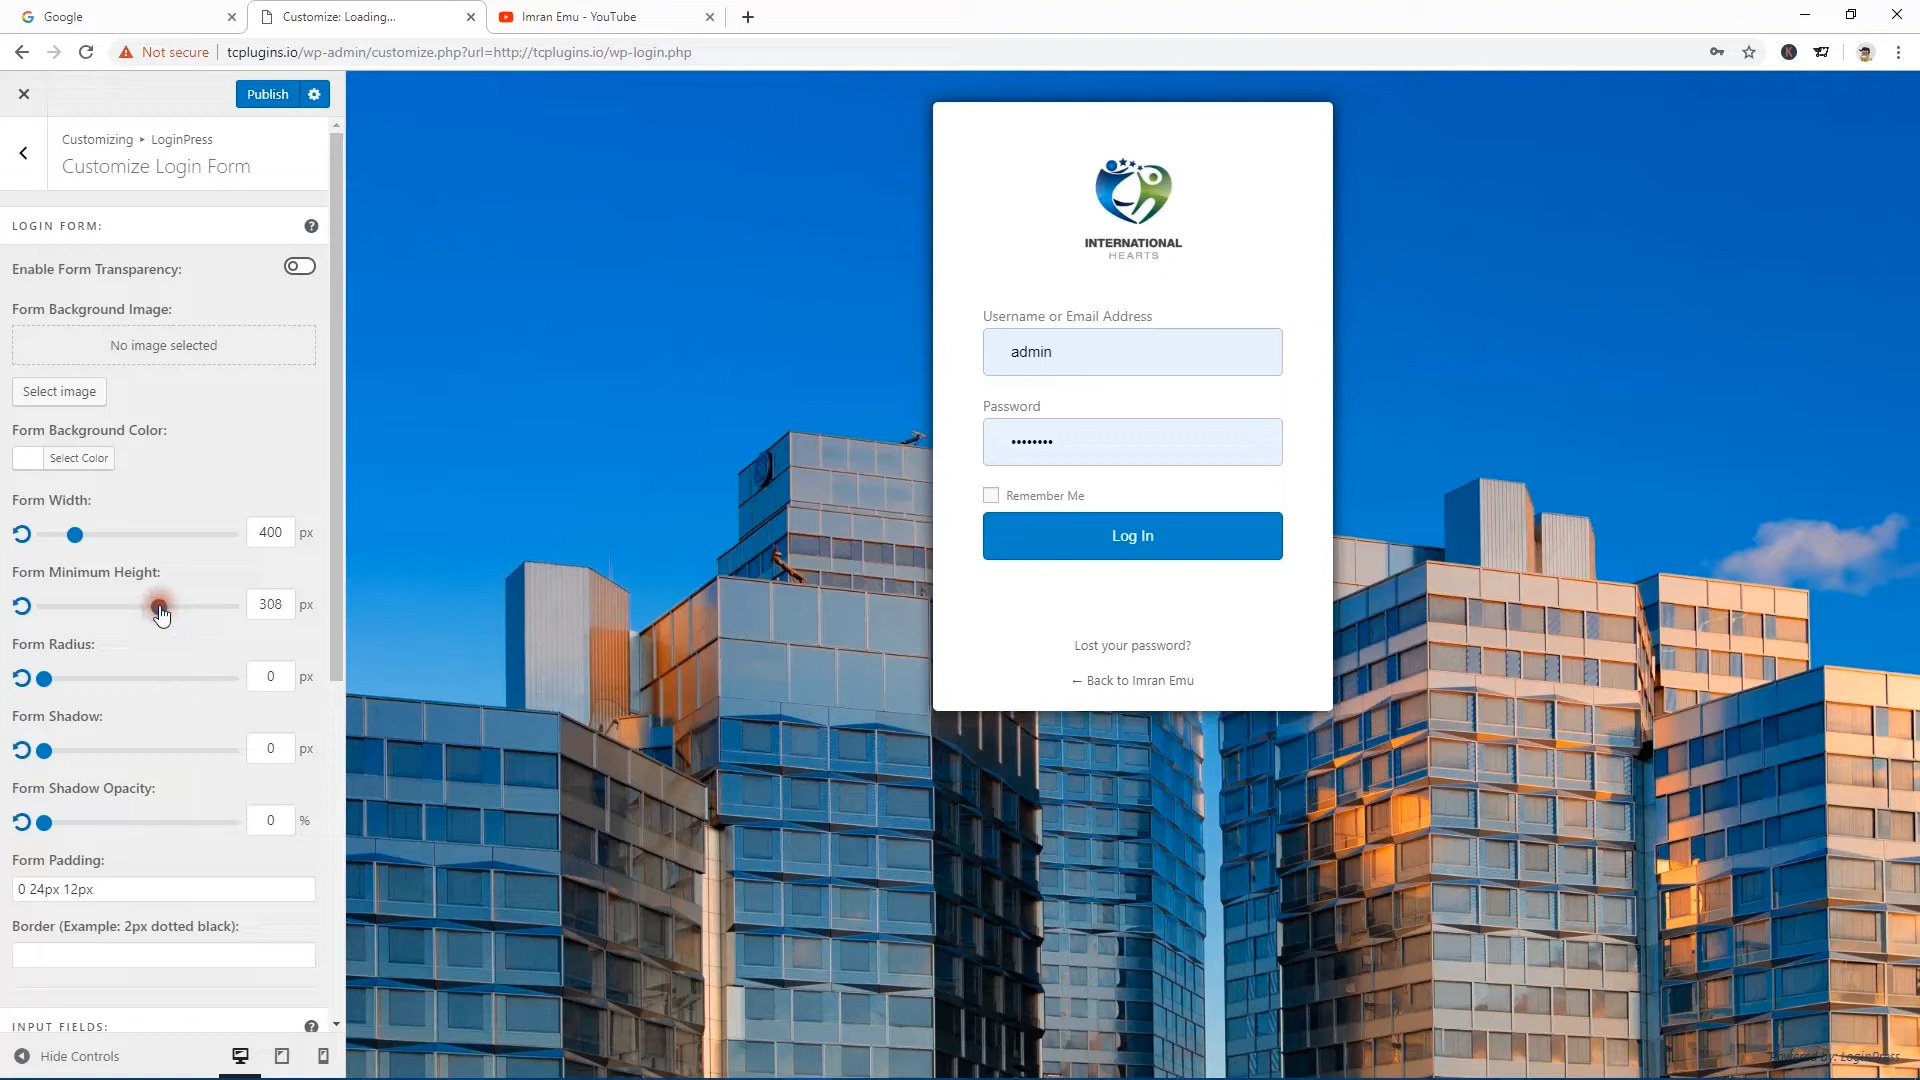 Google
Customize: Loading...
Imran Emu - YouTube
Not secure
tcplugins.io/wp-admin/customize.php?url=http://tcplugins.io/wp-login.php
K
Publish
Customizing ▸ LoginPress
Customize Login Form
LOGIN FORM:
Enable Form Transparency:
Form Background Image:
No image selected
Select image
Form Background Color:
Select Color
Form Width:
400 px
Form Minimum Height:
308 px
Form Radius:
0 px
Form Shadow:
0 px
Form Shadow Opacity:
0 %
Form Padding:
0 24px 12px
Border (Example: 2px dotted black):
INPUT FIELDS:
Hide Controls
INTERNATIONAL
HEARTS
Username or Email Address
admin
Password
••••••••
Remember Me
Log In
Lost your password?
← Back to Imran Emu
Powered by: LoginPress